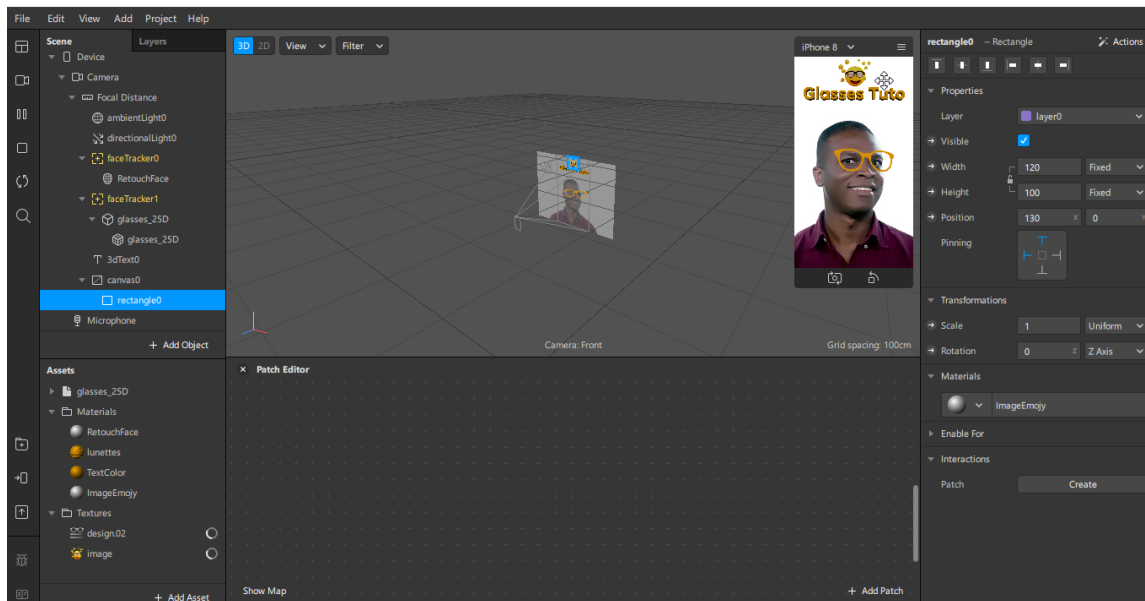 File Edit View Add Project Help
Scene Layers
Device
Camera
Focal Distance
ambientLight0
directionalLight0
faceTracker0
RetouchFace
faceTracker1
glasses_25D
glasses_25D
3dText0
canvas0
rectangle0
Microphone
+ Add Object
Assets
glasses_25D
Materials
RetouchFace
lunettes
TextColor
ImageEmojy
Textures
design.02
image
+ Add Asset
3D 2D View Filter
iPhone 8
Glasses Tuto
Camera: Front
Grid spacing: 100cm
× Patch Editor
Show Map
+ Add Patch
rectangle0 – Rectangle Actions
Properties
Layer layer0
Visible
Width 120 Fixed
Height 100 Fixed
Position 130 X 0
Pinning
Transformations
Scale 1 Uniform
Rotation 0 Z Z Axis
Materials
ImageEmojy
Enable For
Interactions
Patch Create